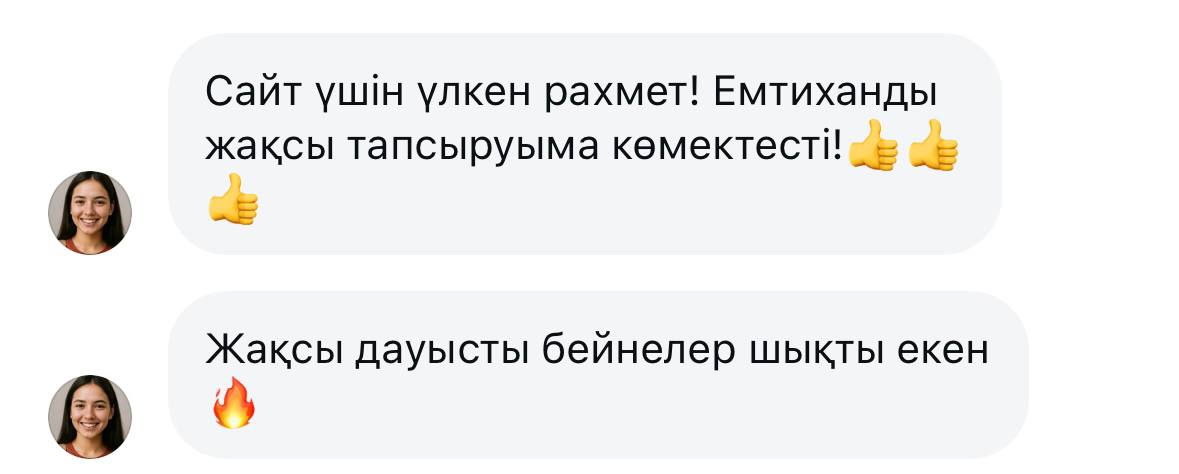 Сайт үшін үлкен рахмет! Емтиханды
жақсы тапсыруыма көмектесті!👍👍
👍
Жақсы дауысты бейнелер шықты екен
🔥